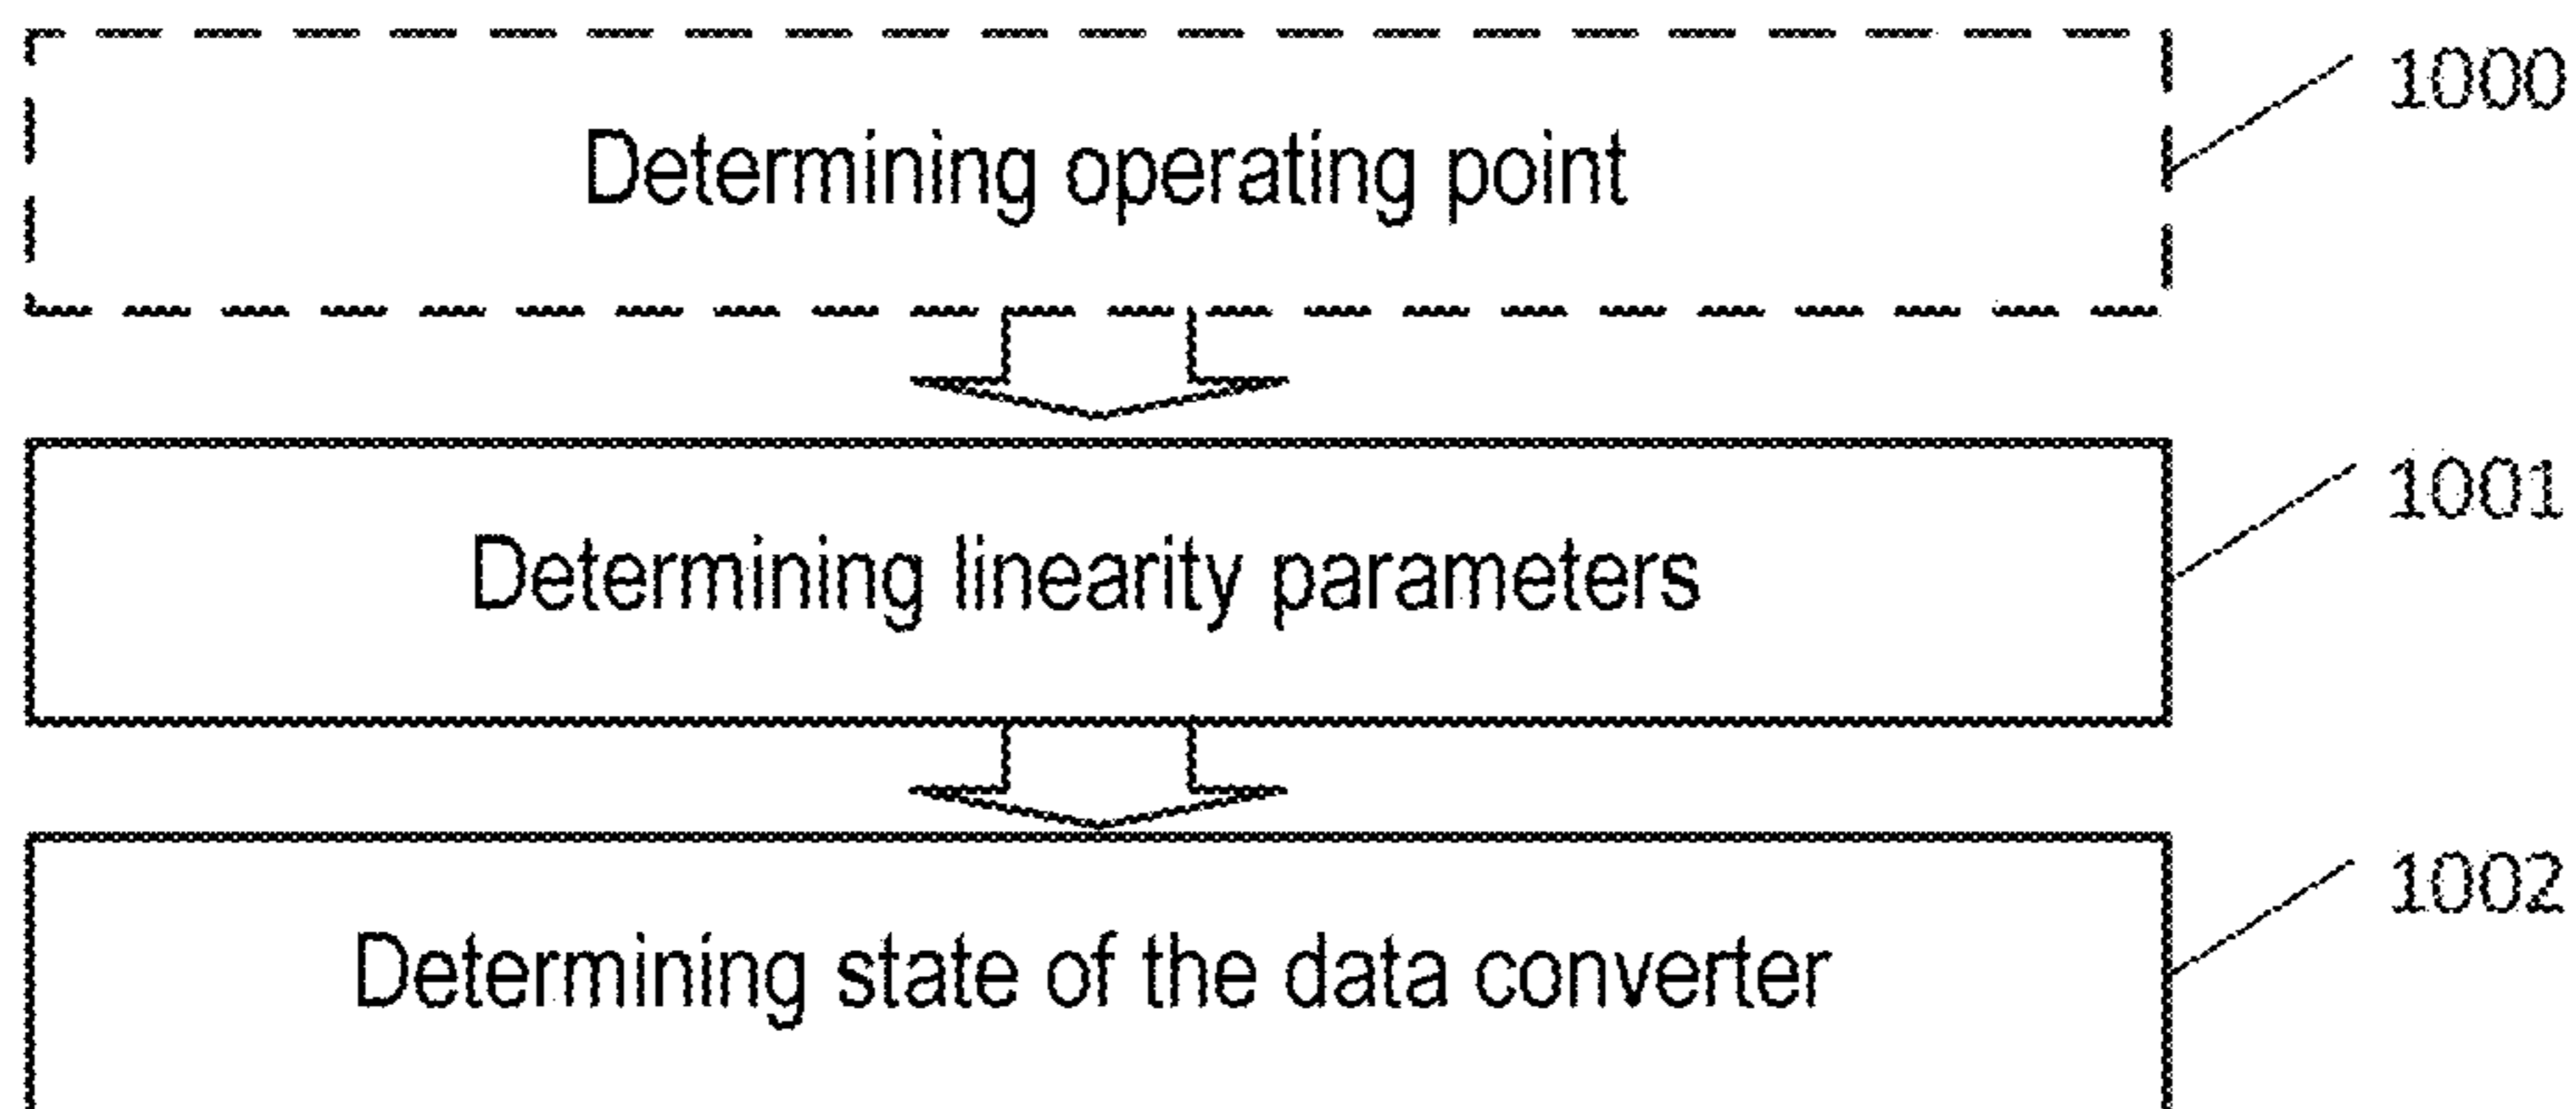 Determining operating point
1000
Determining linearity parameters
1001
Determining state of the data converter
1002